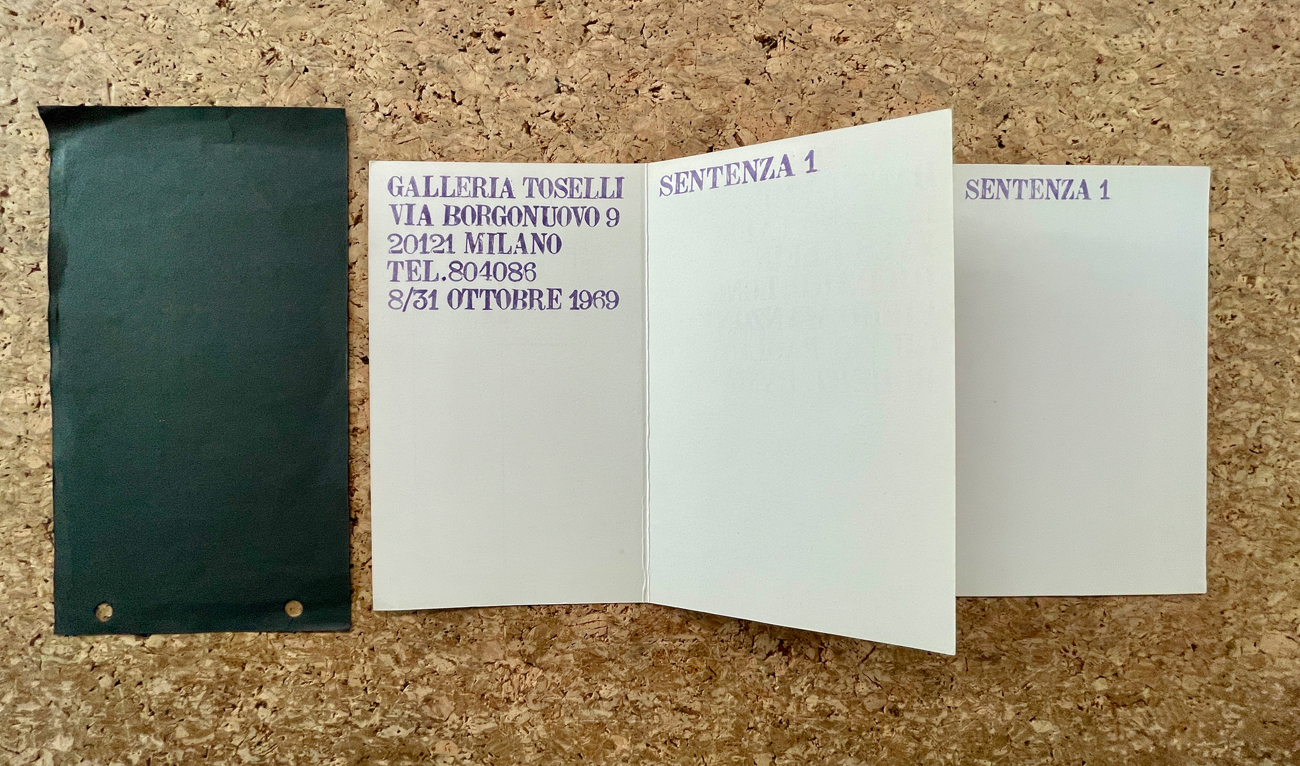 GALLERIA TOSELLI
VIA BORGONUOVO 9
20121 MILANO
TEL.804086
8/31 OTTOBRE 1969
SENTENZA 1
SENTENZA 1